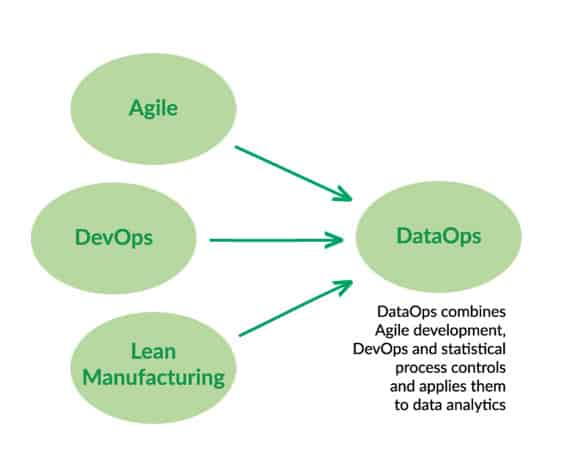 Agile
DevOps
Lean
Manufacturing
DataOps
DataOps combines
Agile development,
DevOps and statistical
process controls
and applies them
to data analytics